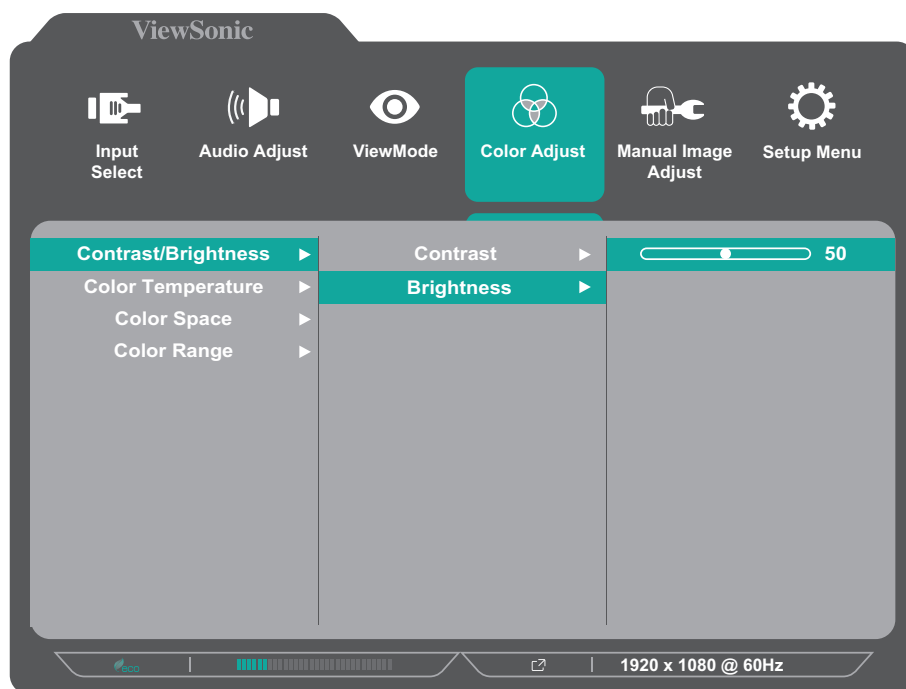 ViewSonic
Input
Select
Audio Adjust
ViewMode
Color Adjust
Manual Image
Adjust
Setup Menu
Contrast/Brightness
Contrast
50
Color Temperature
Brightness
Color Space
Color Range
eco
1920 x 1080 @ 60Hz